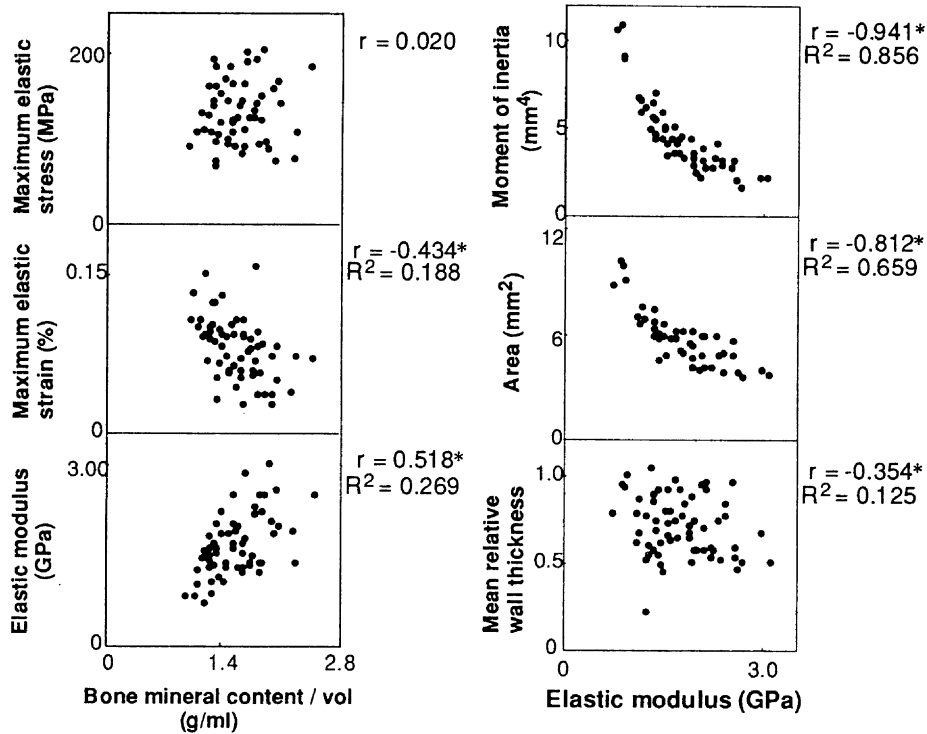 Maximum elastic
stress (MPa)
200
0
r = 0.020
Maximum elastic
strain (%)
0.15
0
r = -0.434*
R² = 0.188
Elastic modulus
(GPa)
3.00
0
r = 0.518*
R² = 0.269
0 1.4 2.8
Bone mineral content / vol
(g/ml)
Moment of inertia
(mm⁴)
10
5
0
r = -0.941*
R² = 0.856
Area (mm²)
12
6
0
r = -0.812*
R² = 0.659
Mean relative
wall thickness
1.0
0.5
0
r = -0.354*
R² = 0.125
0 3.0
Elastic modulus (GPa)